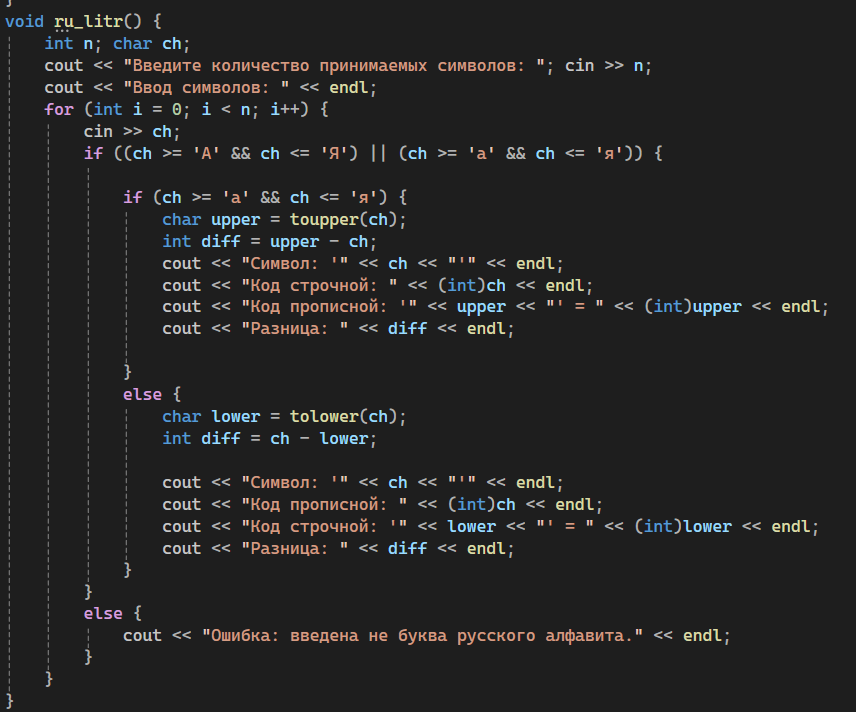 }
void ru_litr() {
    int n; char ch;
    cout << "Введите количество принимаемых символов: "; cin >> n;
    cout << "Ввод символов: " << endl;
    for (int i = 0; i < n; i++) {
        cin >> ch;
        if ((ch >= 'А' && ch <= 'Я') || (ch >= 'а' && ch <= 'я')) {

            if (ch >= 'а' && ch <= 'я') {
                char upper = toupper(ch);
                int diff = upper - ch;
                cout << "Символ: '" << ch << "'" << endl;
                cout << "Код строчной: " << (int)ch << endl;
                cout << "Код прописной: '" << upper << "' = " << (int)upper << endl;
                cout << "Разница: " << diff << endl;

            }
            else {
                char lower = tolower(ch);
                int diff = ch - lower;

                cout << "Символ: '" << ch << "'" << endl;
                cout << "Код прописной: " << (int)ch << endl;
                cout << "Код строчной: '" << lower << "' = " << (int)lower << endl;
                cout << "Разница: " << diff << endl;
            }
        }
        else {
            cout << "Ошибка: введена не буква русского алфавита." << endl;
        }
    }
}